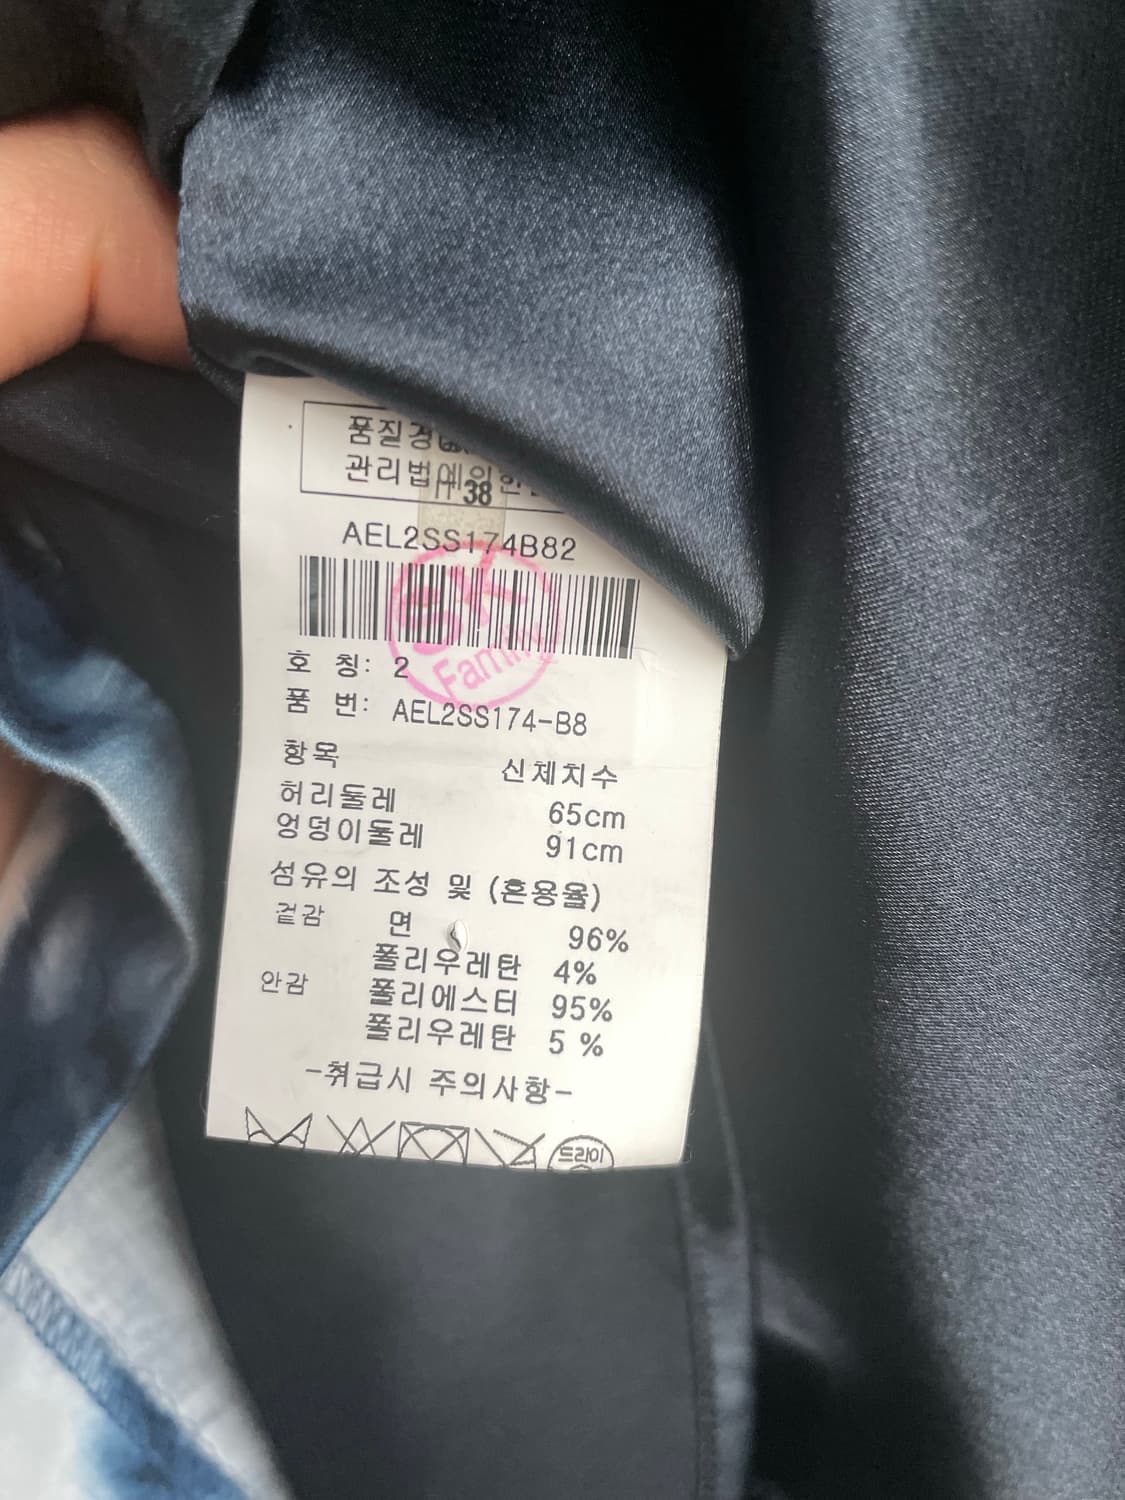 품질경
관리법에의한
38
AEL2SS174B82
SK
Family
호 칭: 2
품 번: AEL2SS174-B8
항목 신체치수
허리둘레 65cm
엉덩이둘레 91cm
섬유의 조성 및 (혼용율)
겉감 면 96%
폴리우레탄 4%
안감 폴리에스터 95%
폴리우레탄 5 %
-취급시 주의사항-
드라이